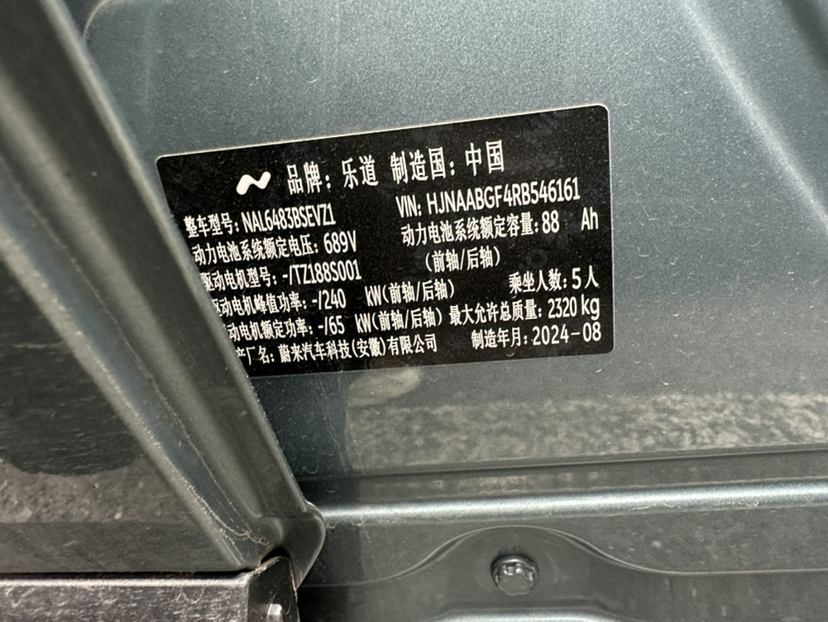 品牌：乐道 制造国：中国
整车型号：NAL6483BSEVZ1 VIN：HJNAABGF4RB546161
动力电池系统额定电压：689V 动力电池系统额定容量：88 Ah
驱动电机型号：-/TZ188S001 (前轴/后轴)
动电机峰值功率：-/240 kW(前轴/后轴) 乘坐人数：5人
动电机额定功率：-/65 kW(前轴/后轴) 最大允许总质量：2320 kg
产厂名：蔚来汽车科技(安徽)有限公司 制造年月：2024-08